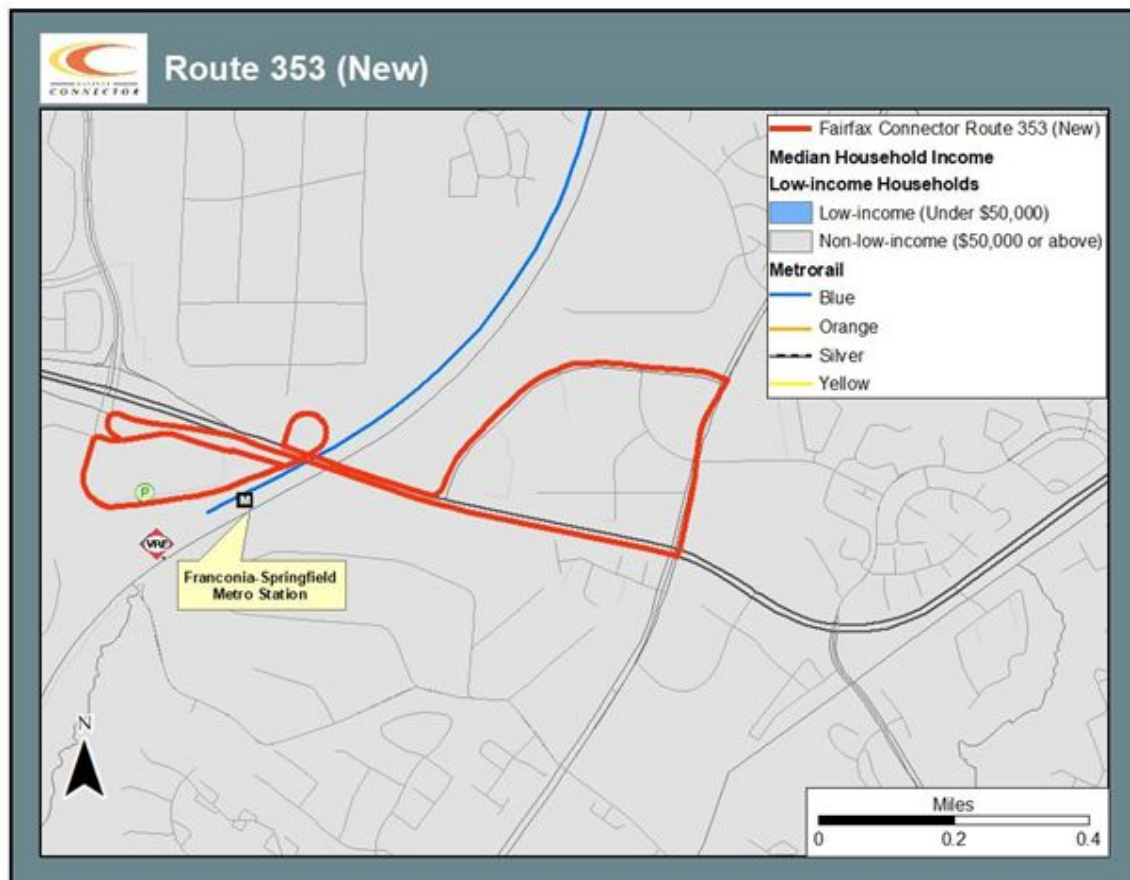 CONNECTOR
Route 353 (New)
Fairfax Connector Route 353 (New)
Median Household Income
Low-income Households
Low-income (Under $50,000)
Non-low-income ($50,000 or above)
Metrorail
Blue
Orange
Silver
Yellow
P
M
VRE
Franconia-Springfield
Metro Station
N
Miles
0 0.2 0.4